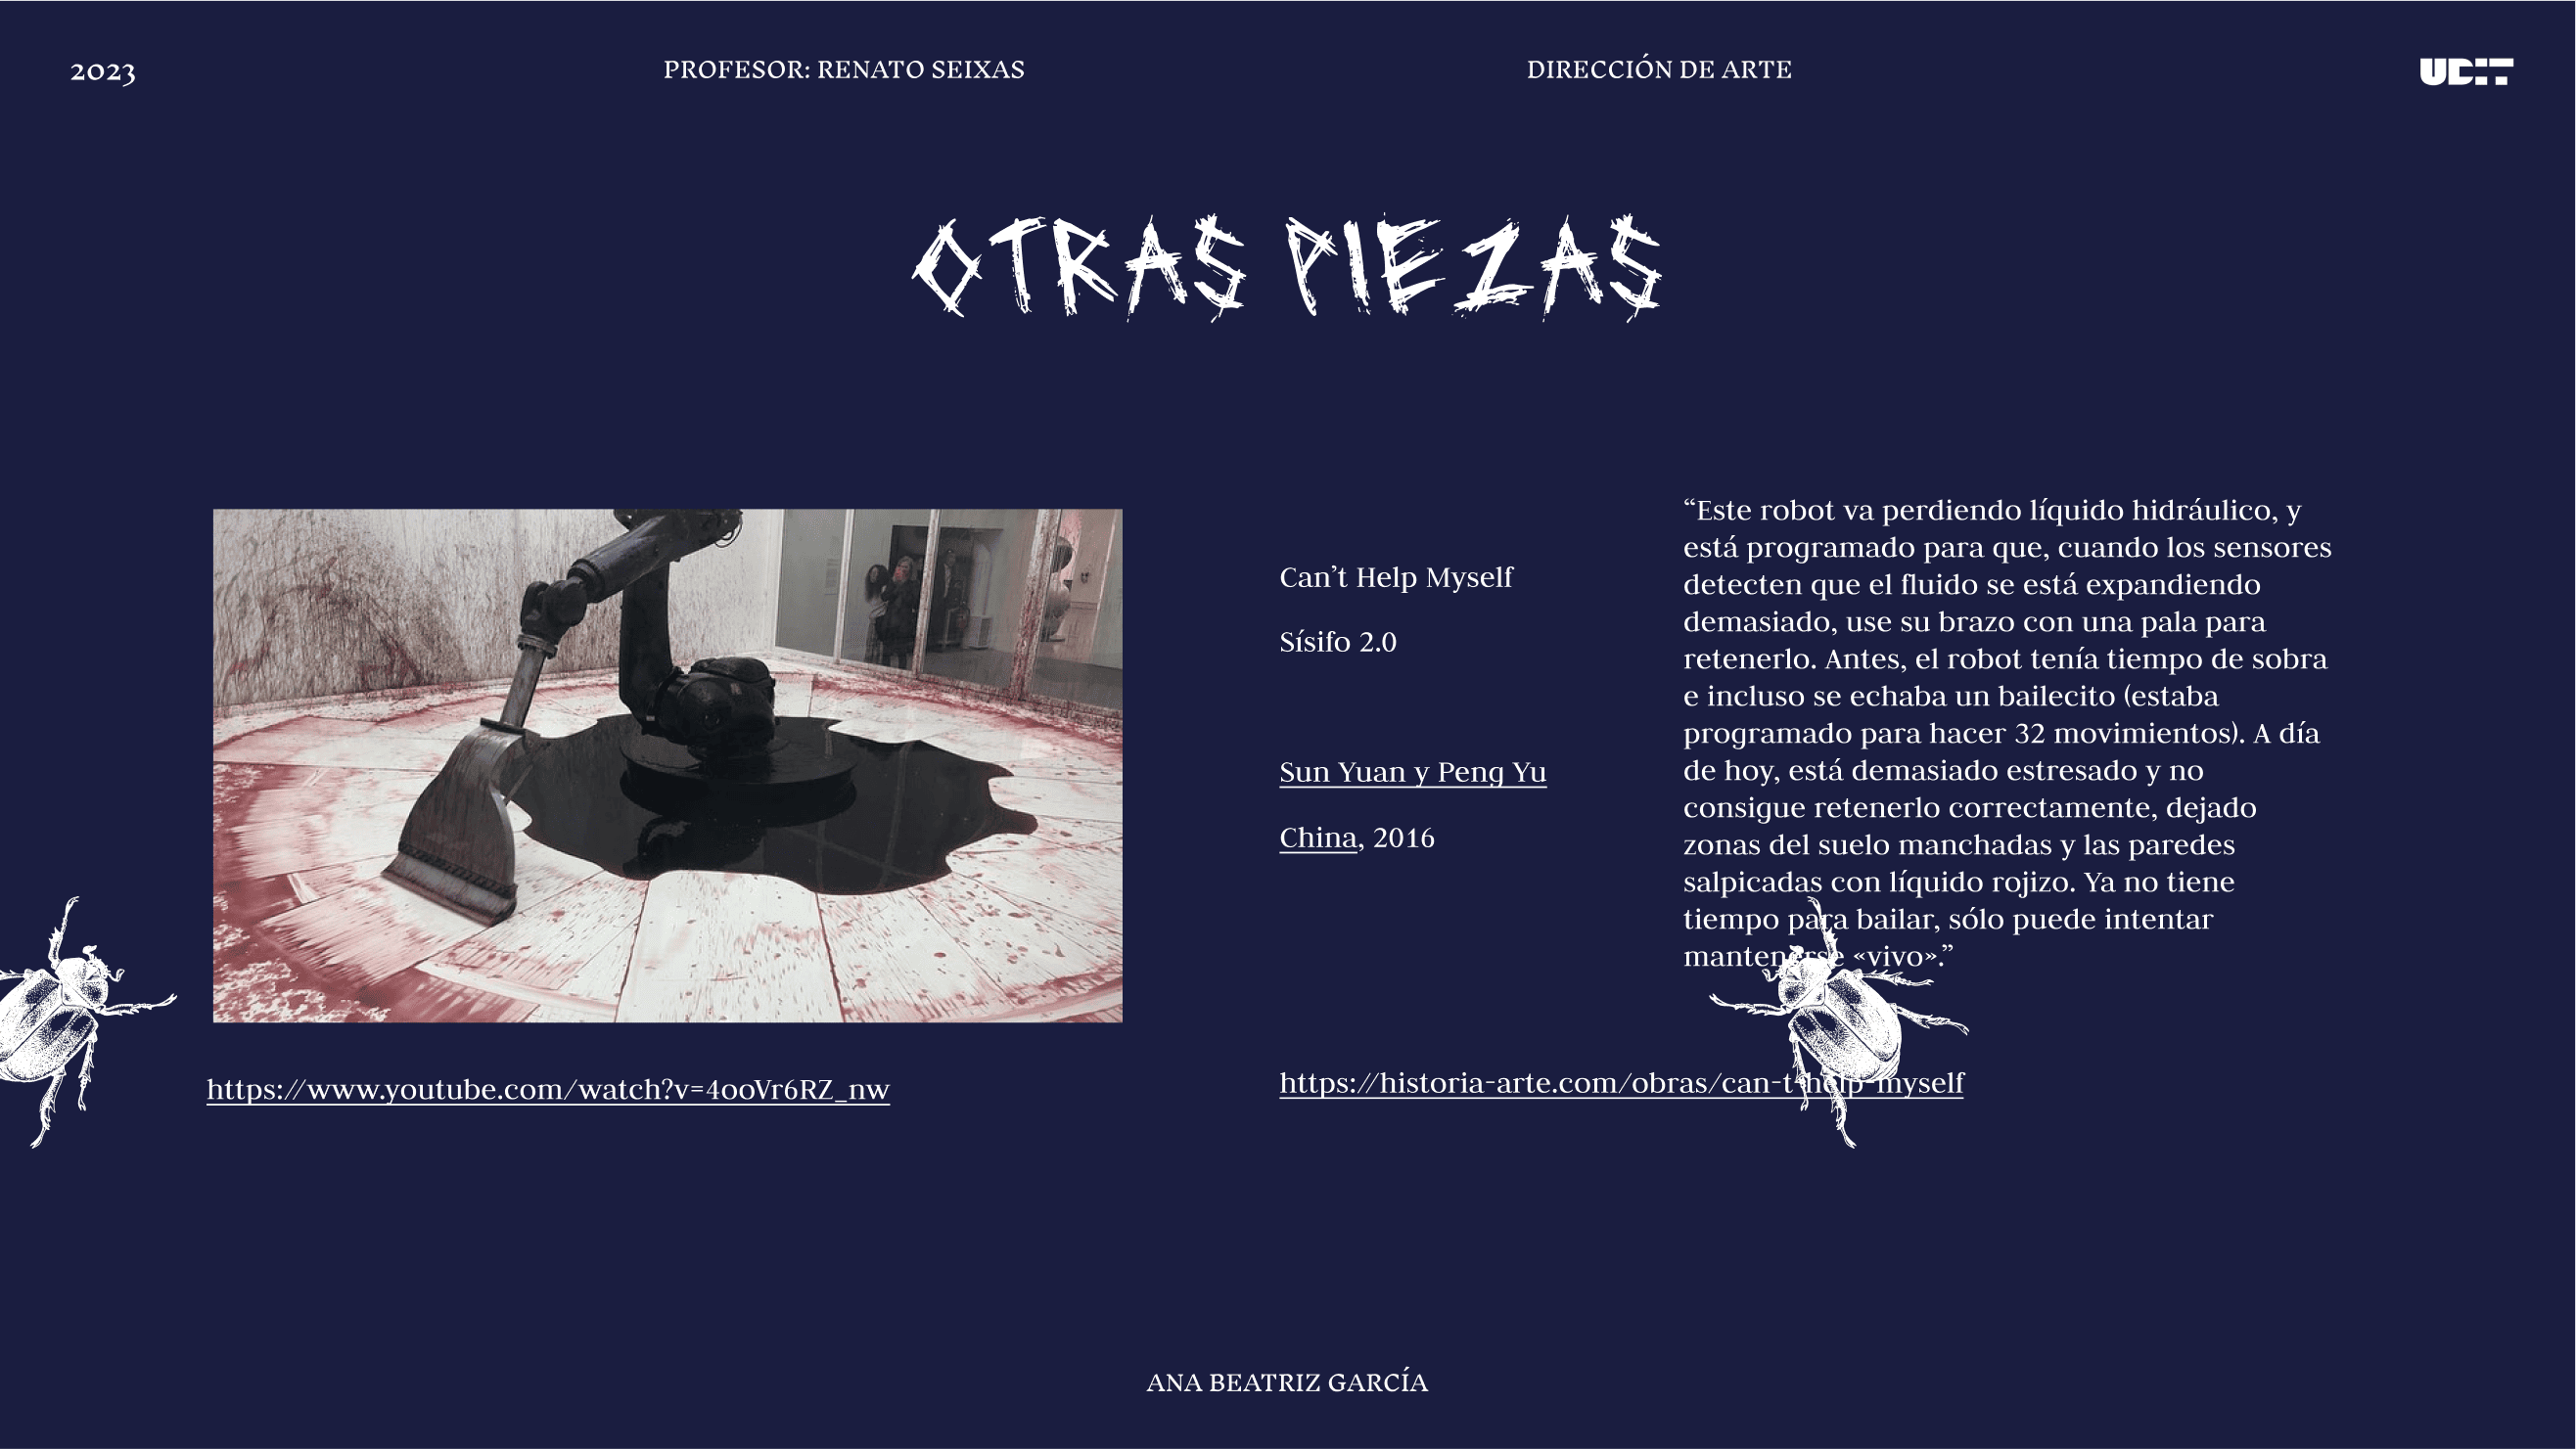 2023
PROFESOR: RENATO SEIXAS
DIRECCIÓN DE ARTE
UDIT
OTRAS PIEZAS
Can’t Help Myself
Sísifo 2.0
Sun Yuan y Peng Yu
China, 2016
“Este robot va perdiendo líquido hidráulico, y
está programado para que, cuando los sensores
detecten que el fluido se está expandiendo
demasiado, use su brazo con una pala para
retenerlo. Antes, el robot tenía tiempo de sobra
e incluso se echaba un bailecito (estaba
programado para hacer 32 movimientos). A día
de hoy, está demasiado estresado y no
consigue retenerlo correctamente, dejado
zonas del suelo manchadas y las paredes
salpicadas con líquido rojizo. Ya no tiene
tiempo para bailar, sólo puede intentar
mantenerse «vivo».”
https://www.youtube.com/watch?v=4ooVr6RZ_nw
https://historia-arte.com/obras/can-t-help-myself
ANA BEATRIZ GARCÍA